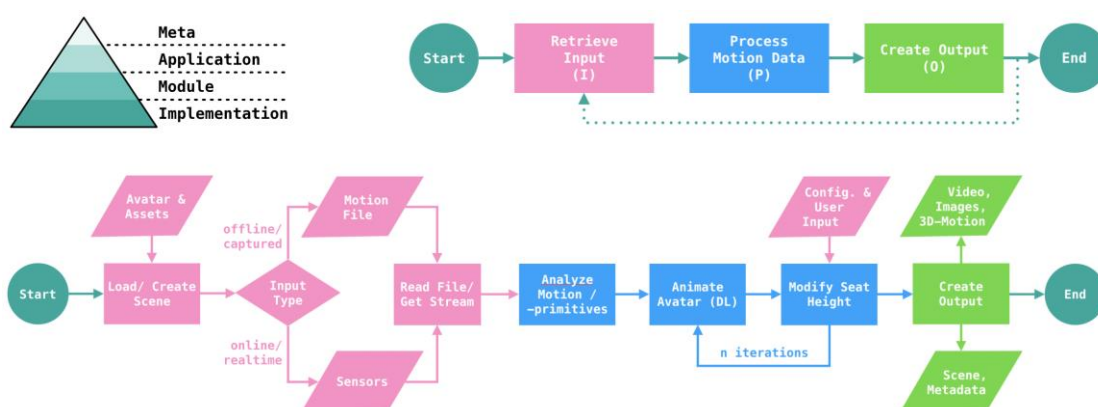 Meta
Application
Module
Implementation
Start
Retrieve
Input
(I)
Process
Motion Data
(P)
Create Output
(O)
End
Avatar &
Assets
Motion
File
Config. &
User
Input
Video,
Images,
3D-Motion
offline/
captured
Start
Load/ Create
Scene
Input
Type
Read File/
Get Stream
Analyze
Motion /
-primitives
Animate
Avatar (DL)
Modify Seat
Height
Create
Output
End
online/
realtime
n iterations
Sensors
Scene,
Metadata